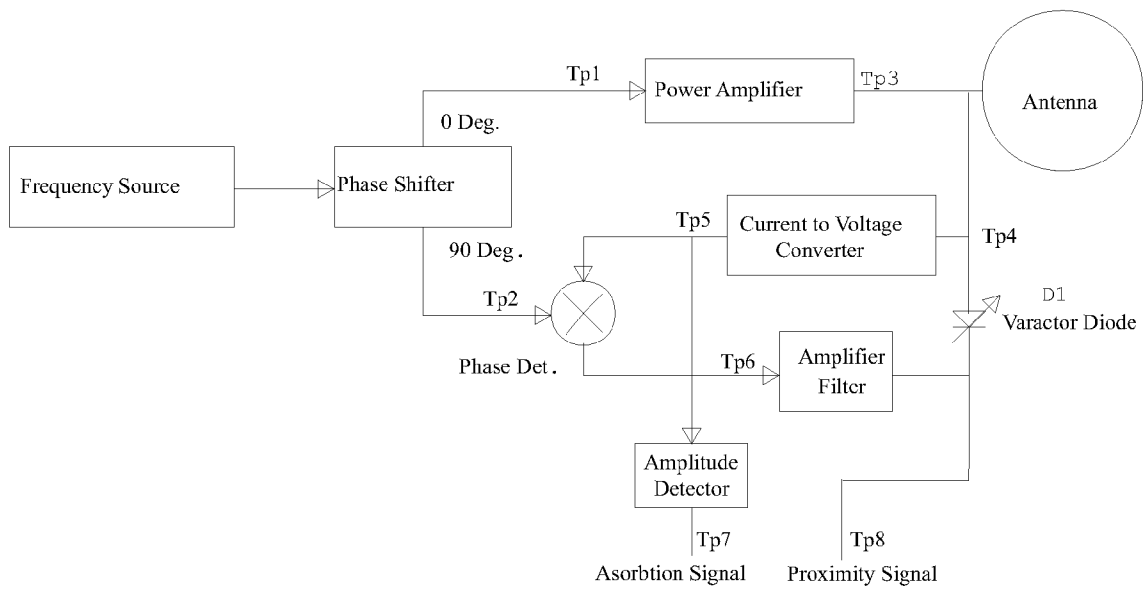 Tp1
Power Amplifier
Tp3
Antenna
0 Deg.
Frequency Source
Phase Shifter
Tp5
Current to Voltage
Converter
Tp4
90 Deg.
Tp2
D1
Varactor Diode
Phase Det.
Tp6
Amplifier
Filter
Amplitude
Detector
Tp7
Tp8
Asorbtion Signal
Proximity Signal